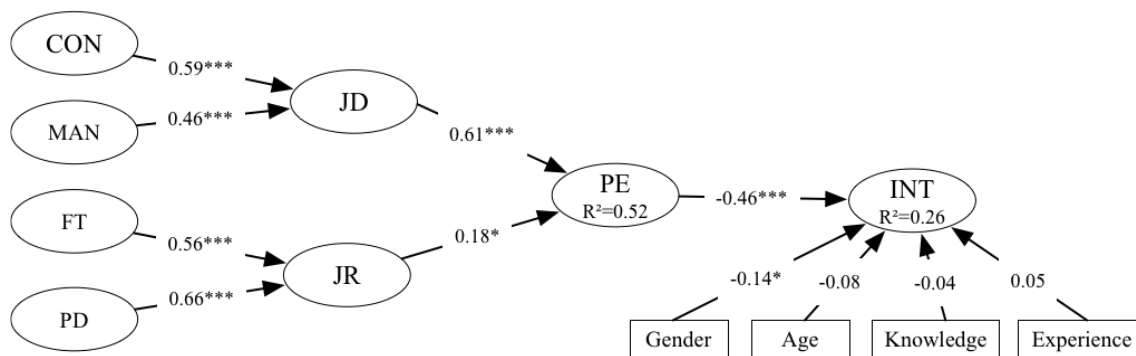 CON
0.59***
JD
MAN
0.46***
0.61***
PE
R²=0.52
-0.46***
INT
R²=0.26
FT
0.56***
0.18*
JR
PD
0.66***
-0.14*
-0.08
-0.04
0.05
Gender
Age
Knowledge
Experience